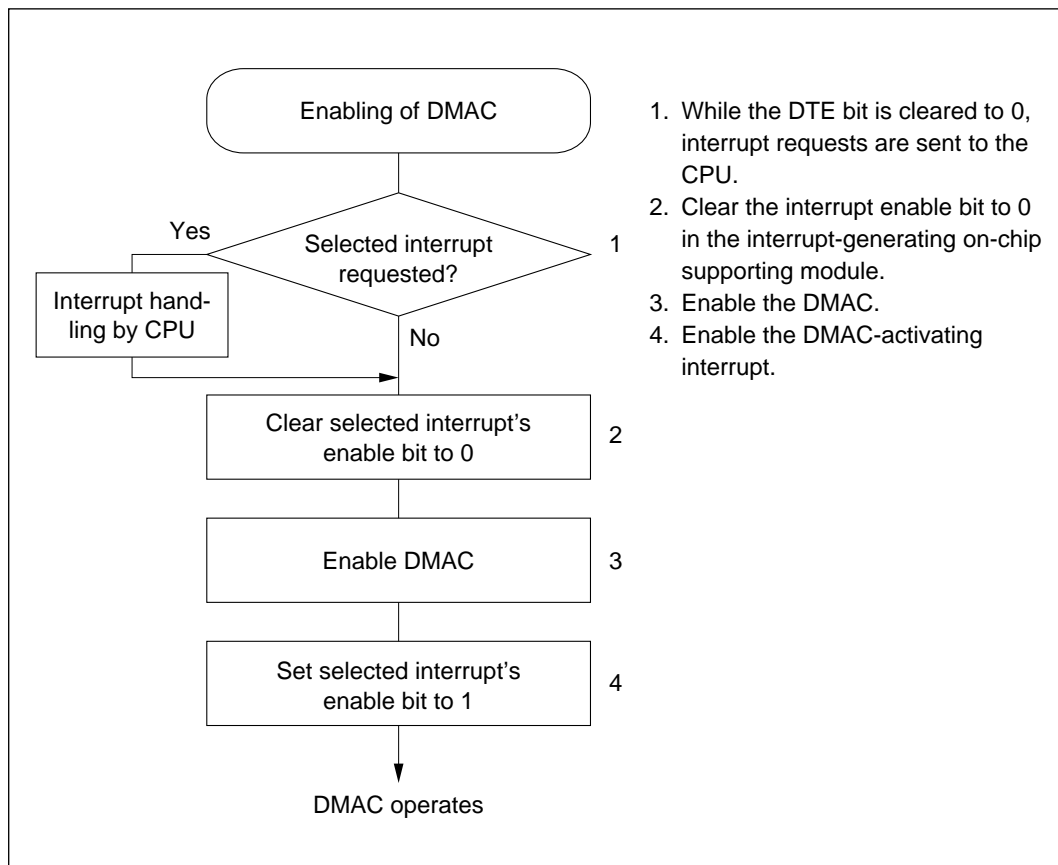 Enabling of DMAC
Selected interrupt
requested?
1
Yes
No
Interrupt hand-
ling by CPU
Clear selected interrupt's
enable bit to 0
2
Enable DMAC
3
Set selected interrupt's
enable bit to 1
4
DMAC operates
1. While the DTE bit is cleared to 0,
interrupt requests are sent to the
CPU.
2. Clear the interrupt enable bit to 0
in the interrupt-generating on-chip
supporting module.
3. Enable the DMAC.
4. Enable the DMAC-activating
interrupt.